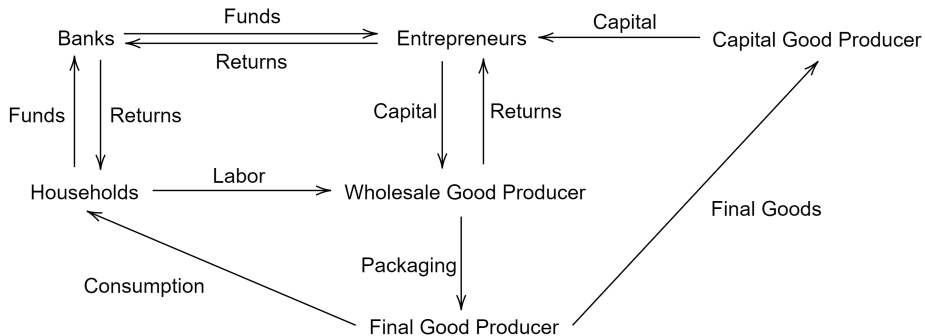 Funds
Capital
Banks
Entrepreneurs
Capital Good Producer
Returns
Funds
Returns
Capital
Returns
Labor
Households
Wholesale Good Producer
Final Goods
Packaging
Consumption
Final Good Producer